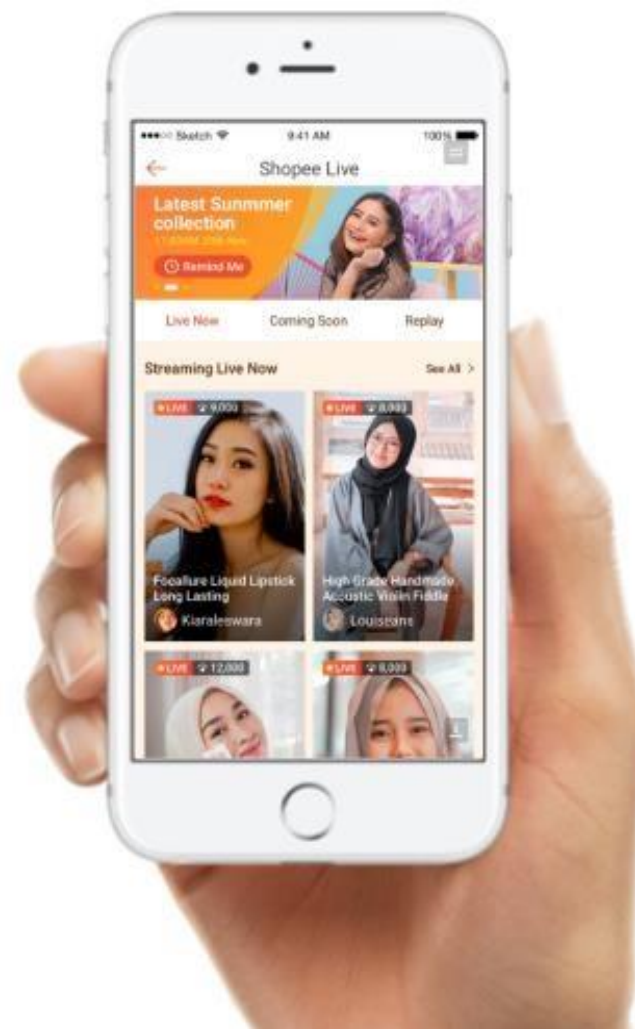 Sketch
9:41 AM
100%
Shopee Live
Latest Sunmmer
collection
Remind Me
Live Now
Coming Soon
Replay
Streaming Live Now
See All >
LIVE 9,000
LIVE 8,000
Focallure Liquid Lipstick
Long Lasting
Kiaraleswara
High Grade Handmade
Accustic Violin Fiddle
Louiseans
LIVE 12,000
LIVE 8,000